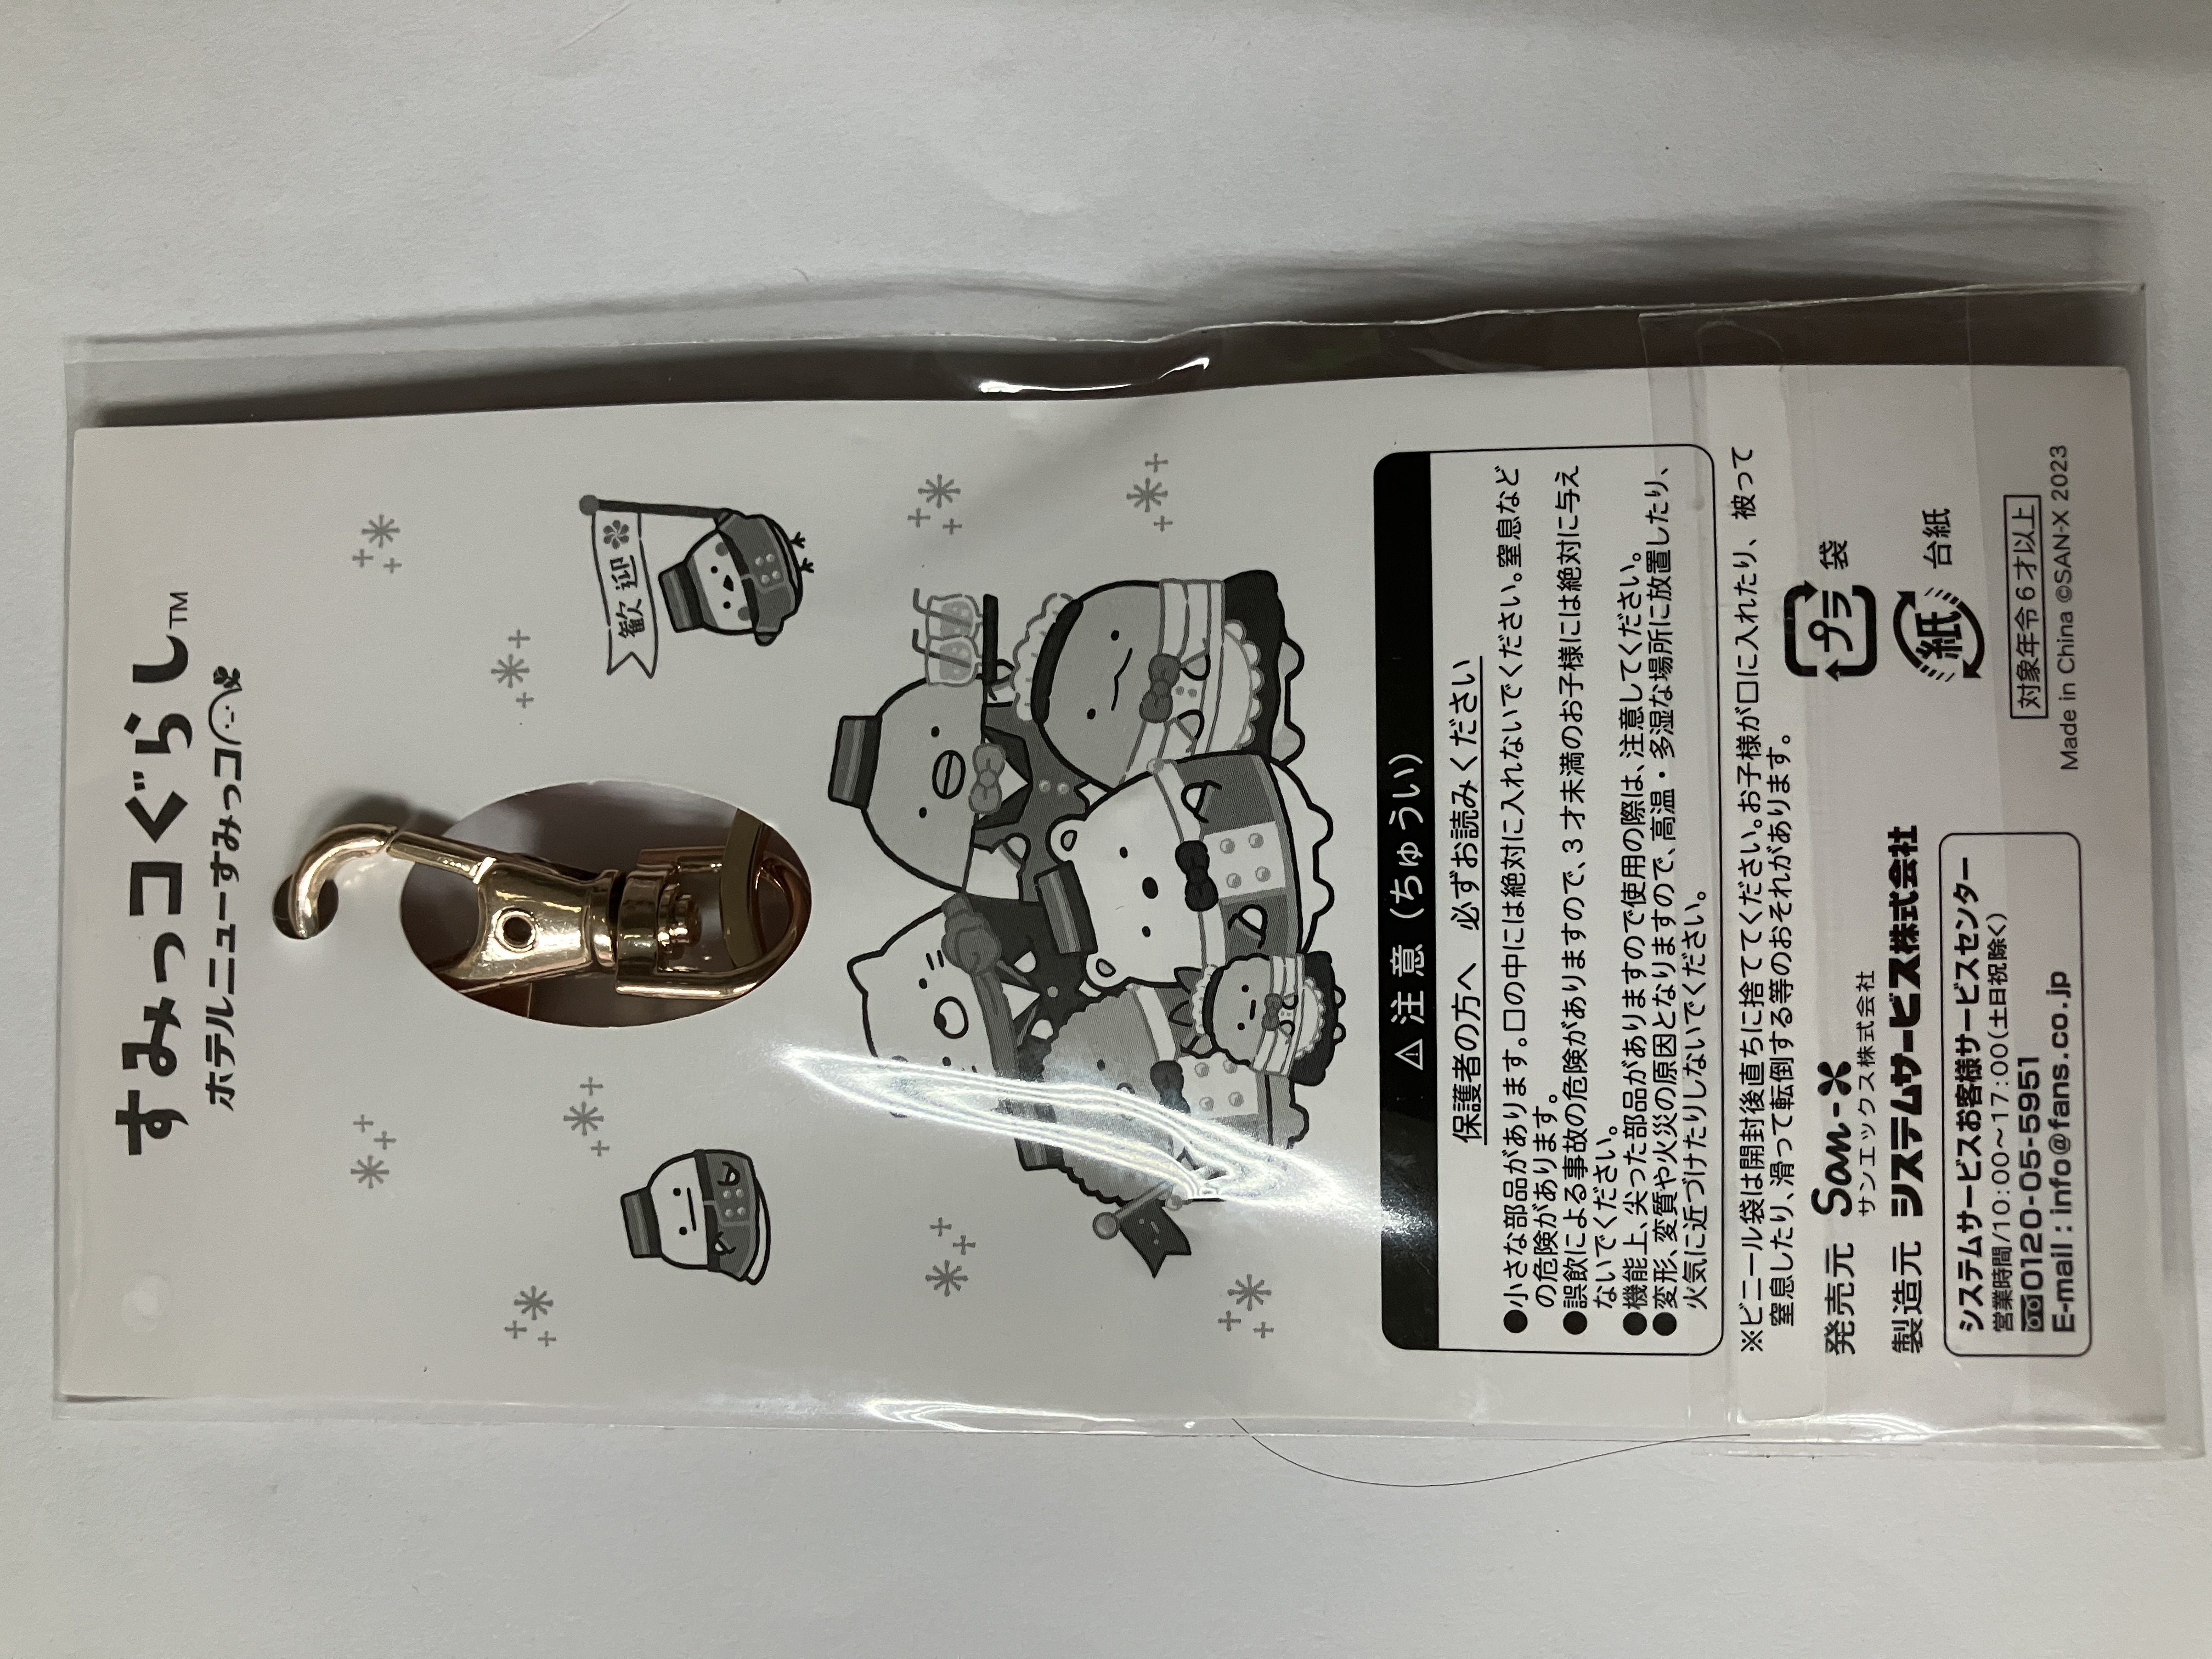 すみっコぐらし™
ホテルニューすみっコ
歓迎
⚠注意(ちゅうい)
保護者の方へ 必ずお読みください
●小さな部品があります。口の中には絶対に入れないでください。窒息など
の危険があります。
●誤飲による事故の危険がありますので、3才未満のお子様には絶対に与え
ないでください。
●機能上、尖った部品がありますので使用の際は、注意してください。
●変形、変質や火災の原因となりますので、高温・多湿な場所に放置したり、
火気に近づけたりしないでください。
※ビニール袋は開封後直ちに捨ててください。お子様が口に入れたり、被って
窒息したり、滑って転倒する等のおそれがあります。
発売元 San-X
サンエックス株式会社
製造元 システムサービス株式会社
プラ 袋
紙 台紙
システムサービスお客様サービスセンター
営業時間/10:00〜17:00(土日祝除く)
0120-05-5951
E-mail:info@fans.co.jp
対象年令6才以上
Made in China ©SAN-X 2023